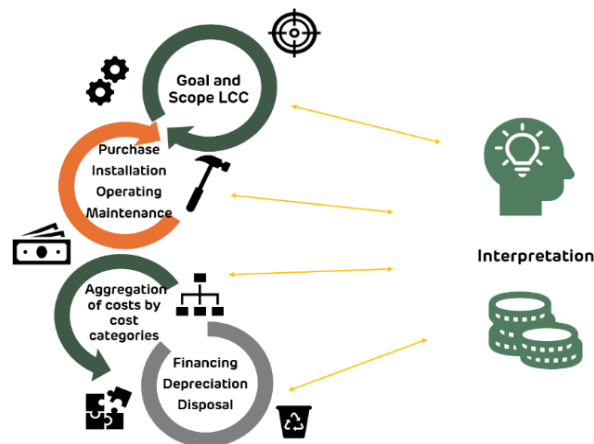 Goal and
Scope LCC
Purchase
Installation
Operating
Maintenance
Interpretation
Aggregation
of costs by
cost
categories
Financing
Depreciation
Disposal